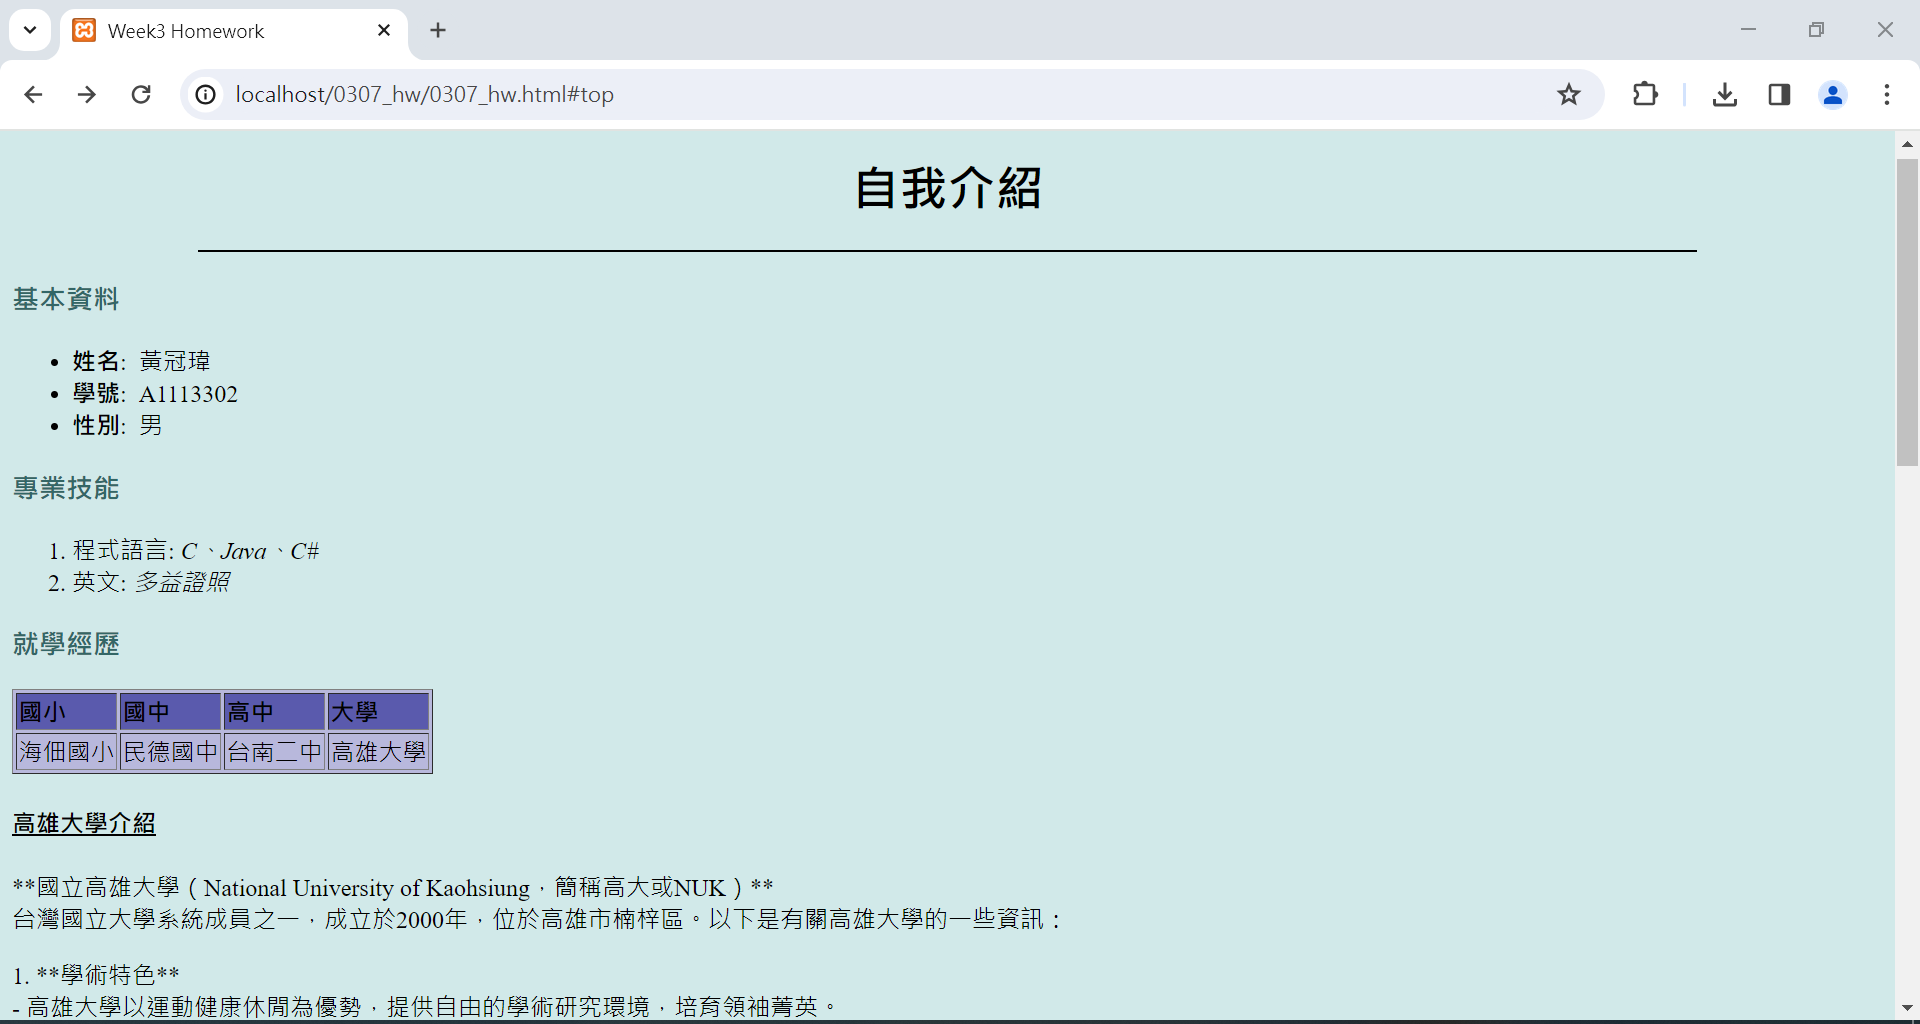 Week3 Homework
localhost/0307_hw/0307_hw.html#top
自我介紹
基本資料
• 姓名: 黃冠瑋
• 學號: A1113302
• 性別: 男
專業技能
1. 程式語言: C、Java、C#
2. 英文: 多益證照
就學經歷
國小 國中 高中 大學
海佃國小 民德國中 台南二中 高雄大學
高雄大學介紹
**國立高雄大學（National University of Kaohsiung，簡稱高大或NUK）**
台灣國立大學系統成員之一，成立於2000年，位於高雄市楠梓區。以下是有關高雄大學的一些資訊：
1. **學術特色**
- 高雄大學以運動健康休閒為優勢，提供自由的學術研究環境，培育領袖菁英。